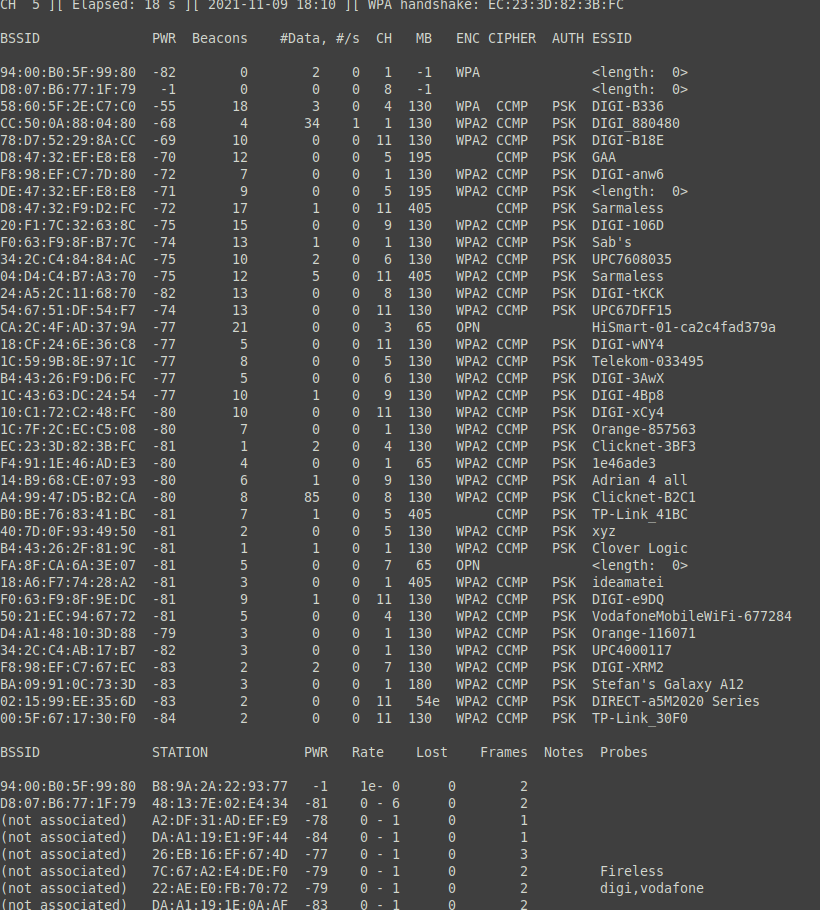 CH  5 ][ Elapsed: 18 s ][ 2021-11-09 18:10 ][ WPA handshake: EC:23:3D:82:3B:FC
BSSID              PWR  Beacons    #Data, #/s  CH   MB   ENC CIPHER  AUTH ESSID
94:00:B0:5F:99:80  -82        0        2    0   1   -1   WPA              <length:  0>
D8:07:B6:77:1F:79   -1        0        0    0   8   -1                    <length:  0>
58:60:5F:2E:C7:C0  -55       18        3    0   4  130   WPA  CCMP   PSK  DIGI-B336
CC:50:0A:88:04:80  -68        4       34    1   1  130   WPA2 CCMP   PSK  DIGI_880480
78:D7:52:29:8A:CC  -69       10        0    0  11  130   WPA2 CCMP   PSK  DIGI-B18E
D8:47:32:EF:E8:E8  -70       12        0    0   5  195        CCMP   PSK  GAA
F8:98:EF:C7:7D:80  -72        7        0    0   1  130   WPA2 CCMP   PSK  DIGI-anw6
DE:47:32:EF:E8:E8  -71        9        0    0   5  195   WPA2 CCMP   PSK  <length:  0>
D8:47:32:F9:D2:FC  -72       17        1    0  11  405        CCMP   PSK  Sarmaless
20:F1:7C:32:63:8C  -75       15        0    0   9  130   WPA2 CCMP   PSK  DIGI-106D
F0:63:F9:8F:B7:7C  -74       13        1    0   1  130   WPA2 CCMP   PSK  Sab's
34:2C:C4:84:84:AC  -75       10        2    0   6  130   WPA2 CCMP   PSK  UPC7608035
04:D4:C4:B7:A3:70  -75       12        5    0  11  405   WPA2 CCMP   PSK  Sarmaless
24:A5:2C:11:68:70  -82       13        0    0   8  130   WPA2 CCMP   PSK  DIGI-tKCK
54:67:51:DF:54:F7  -74       13        0    0  11  130   WPA2 CCMP   PSK  UPC67DFF15
CA:2C:4F:AD:37:9A  -77       21        0    0   3   65   OPN              HiSmart-01-ca2c4fad379a
18:CF:24:6E:36:C8  -77        5        0    0  11  130   WPA2 CCMP   PSK  DIGI-wNY4
1C:59:9B:8E:97:1C  -77        8        0    0   5  130   WPA2 CCMP   PSK  Telekom-033495
B4:43:26:F9:D6:FC  -77        5        0    0   6  130   WPA2 CCMP   PSK  DIGI-3AwX
1C:43:63:DC:24:54  -77       10        1    0   9  130   WPA2 CCMP   PSK  DIGI-4Bp8
10:C1:72:C2:48:FC  -80       10        0    0  11  130   WPA2 CCMP   PSK  DIGI-xCy4
1C:7F:2C:EC:C5:08  -80        7        0    0   1  130   WPA2 CCMP   PSK  Orange-857563
EC:23:3D:82:3B:FC  -81        1        2    0   4  130   WPA2 CCMP   PSK  Clicknet-3BF3
F4:91:1E:46:AD:E3  -80        4        0    0   1   65   WPA2 CCMP   PSK  1e46ade3
14:B9:68:CE:07:93  -80        6        1    0   9  130   WPA2 CCMP   PSK  Adrian 4 all
A4:99:47:D5:B2:CA  -80        8       85    0   8  130   WPA2 CCMP   PSK  Clicknet-B2C1
B0:BE:76:83:41:BC  -81        7        1    0   5  405        CCMP   PSK  TP-Link_41BC
40:7D:0F:93:49:50  -81        2        0    0   5  130   WPA2 CCMP   PSK  xyz
B4:43:26:2F:81:9C  -81        1        1    0   1  130   WPA2 CCMP   PSK  Clover Logic
FA:8F:CA:6A:3E:07  -81        5        0    0   7   65   OPN              <length:  0>
18:A6:F7:74:28:A2  -81        3        0    0   1  405   WPA2 CCMP   PSK  ideamatei
F0:63:F9:8F:9E:DC  -81        9        1    0  11  130   WPA2 CCMP   PSK  DIGI-e9DQ
50:21:EC:94:67:72  -81        5        0    0   4  130   WPA2 CCMP   PSK  VodafoneMobileWiFi-677284
D4:A1:48:10:3D:88  -79        3        0    0   1  130   WPA2 CCMP   PSK  Orange-116071
34:2C:C4:AB:17:B7  -82        3        0    0   1  130   WPA2 CCMP   PSK  UPC4000117
F8:98:EF:C7:67:EC  -83        2        2    0   7  130   WPA2 CCMP   PSK  DIGI-XRM2
BA:09:91:0C:73:3D  -83        3        0    0   1  180   WPA2 CCMP   PSK  Stefan's Galaxy A12
02:15:99:EE:35:6D  -83        2        0    0  11   54e  WPA2 CCMP   PSK  DIRECT-a5M2020 Series
00:5F:67:17:30:F0  -84        2        0    0  11  130   WPA2 CCMP   PSK  TP-Link_30F0
BSSID              STATION            PWR   Rate    Lost    Frames  Notes  Probes
94:00:B0:5F:99:80  B8:9A:2A:22:93:77   -1    1e- 0      0        2
D8:07:B6:77:1F:79  48:13:7E:02:E4:34  -81    0 - 6      0        2
(not associated)   A2:DF:31:AD:EF:E9  -78    0 - 1      0        1
(not associated)   DA:A1:19:E1:9F:44  -84    0 - 1      0        1
(not associated)   26:EB:16:EF:67:4D  -77    0 - 1      0        3
(not associated)   7C:67:A2:E4:DE:F0  -79    0 - 1      0        2         Fireless
(not associated)   22:AE:E0:FB:70:72  -79    0 - 1      0        2         digi,vodafone
(not associated)   DA:A1:19:1E:0A:AF  -83    0 - 1      0        2